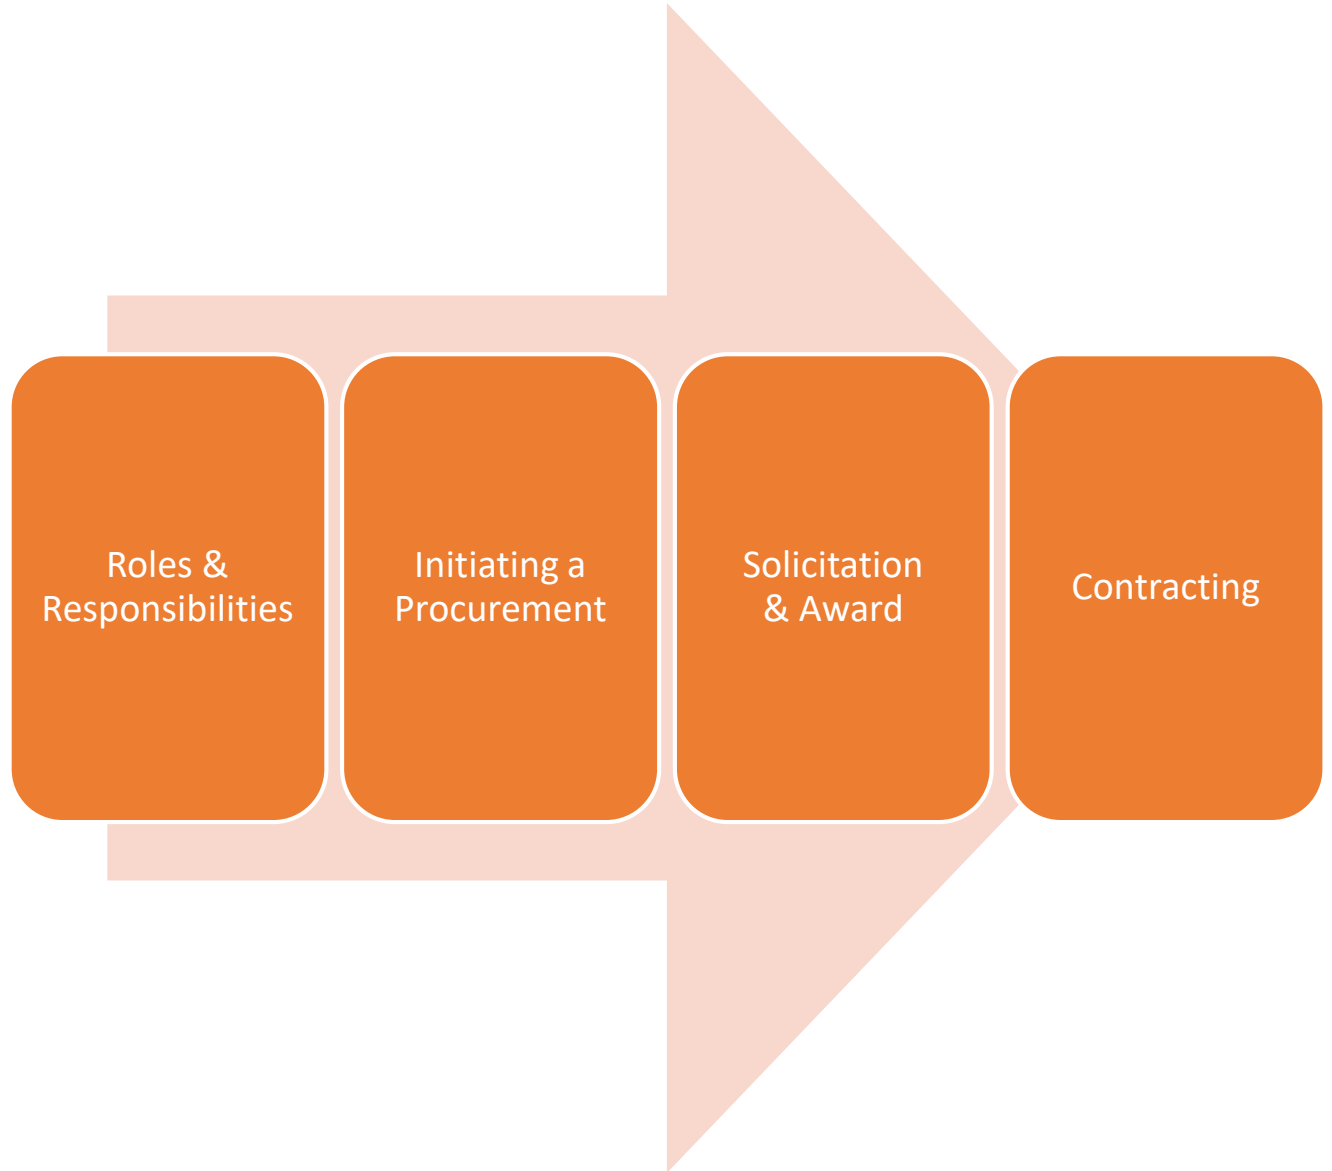 Roles &
Responsibilities
Initiating a
Procurement
Solicitation
& Award
Contracting